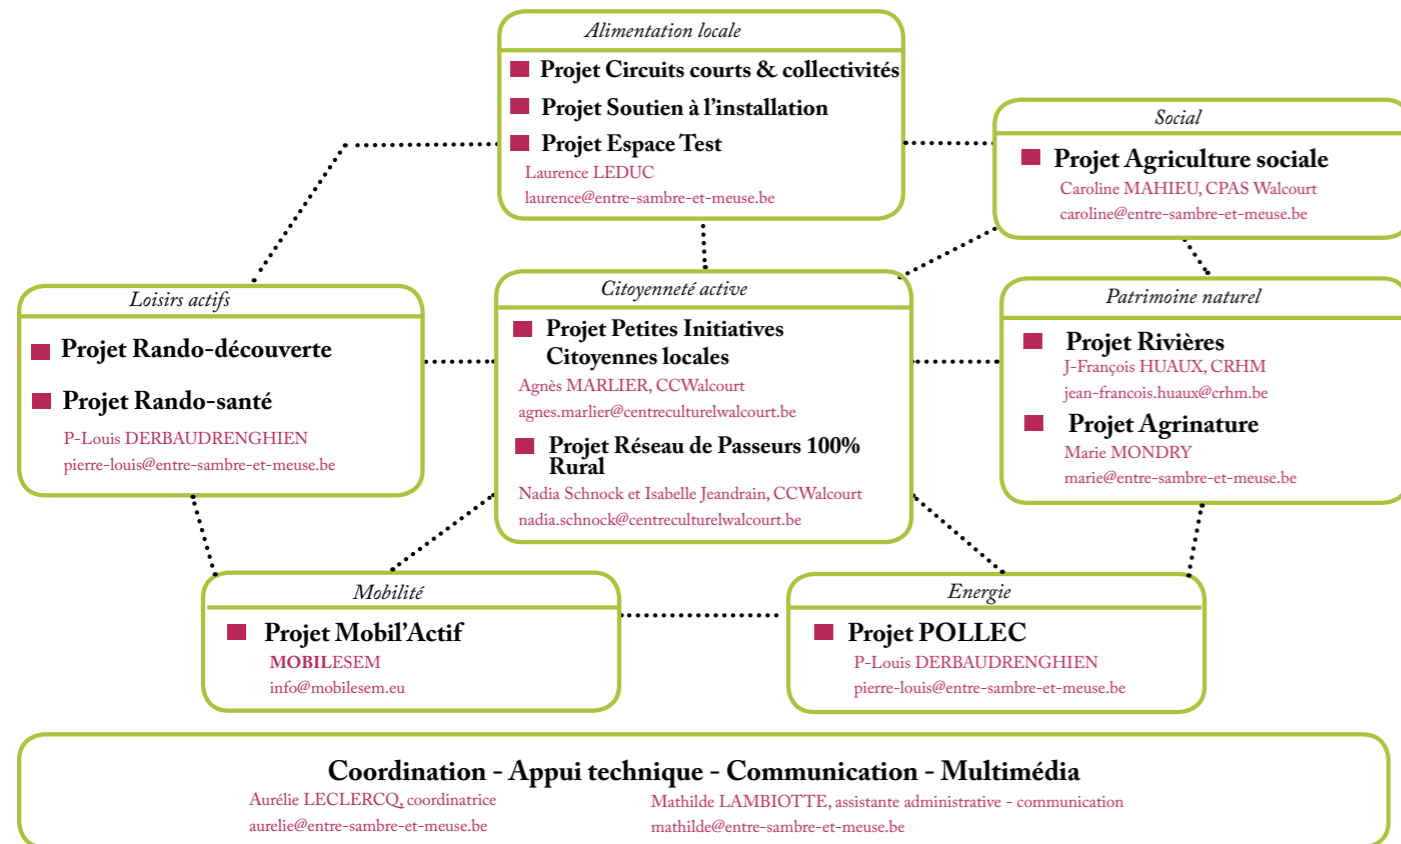 Alimentation locale
Projet Circuits courts & collectivités
Projet Soutien à l’installation
Projet Espace Test
Laurence LEDUC
laurence@entre-sambre-et-meuse.be
Social
Projet Agriculture sociale
Caroline MAHIEU, CPAS Walcourt
caroline@entre-sambre-et-meuse.be
Loisirs actifs
Projet Rando-découverte
Projet Rando-santé
P-Louis DERBAUDRENGHIEN
pierre-louis@entre-sambre-et-meuse.be
Citoyenneté active
Projet Petites Initiatives
Citoyennes locales
Agnès MARLIER, CCWalcourt
agnes.marlier@centreculturelwalcourt.be
Projet Réseau de Passeurs 100%
Rural
Nadia Schnock et Isabelle Jeandrain, CCWalcourt
nadia.schnock@centreculturelwalcourt.be
Patrimoine naturel
Projet Rivières
J-François HUAUX, CRHM
jean-francois.huaux@crhm.be
Projet Agrinature
Marie MONDRY
marie@entre-sambre-et-meuse.be
Mobilité
Projet Mobil’Actif
MOBILESEM
info@mobilesem.eu
Energie
Projet POLLEC
P-Louis DERBAUDRENGHIEN
pierre-louis@entre-sambre-et-meuse.be
Coordination - Appui technique - Communication - Multimédia
Aurélie LECLERCQ, coordinatrice
aurelie@entre-sambre-et-meuse.be
Mathilde LAMBIOTTE, assistante administrative - communication
mathilde@entre-sambre-et-meuse.be